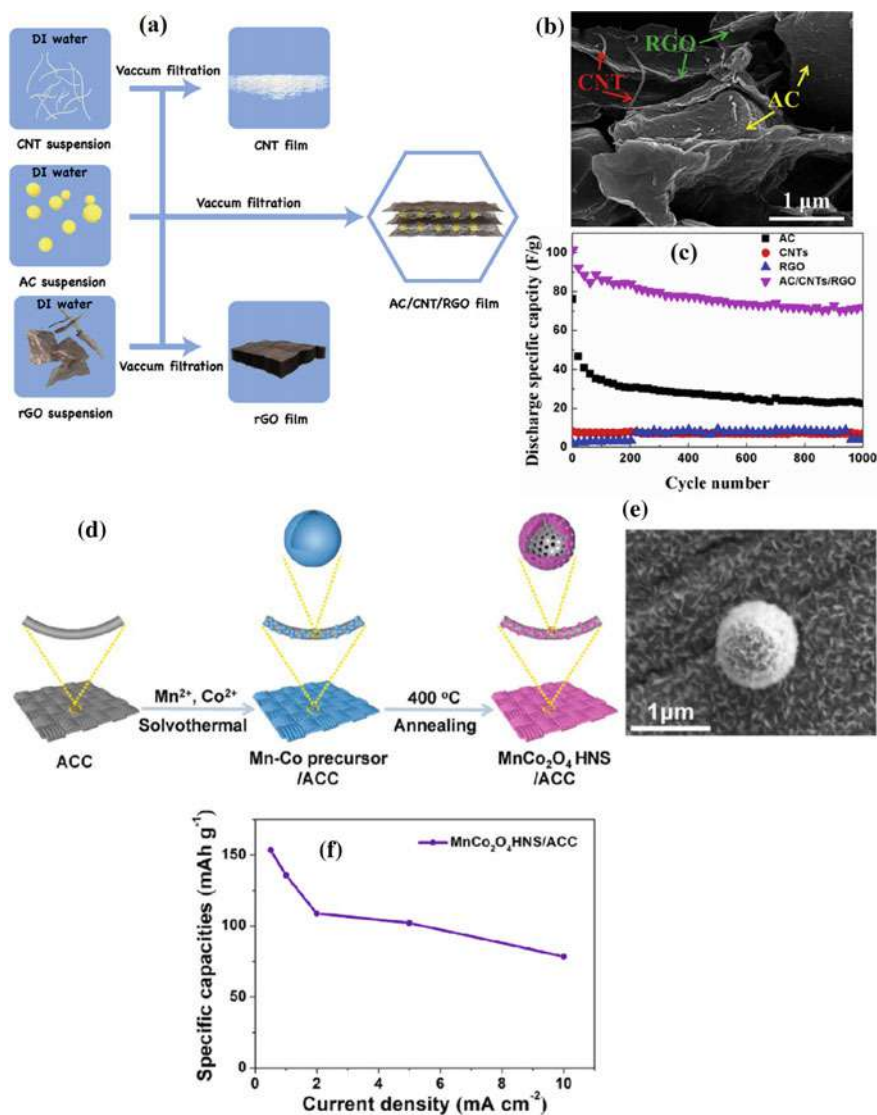 (a)
DI water
Vaccum filtration
CNT suspension
CNT film
DI water
Vaccum filtration
AC suspension
AC/CNT/RGO film
DI water
Vaccum filtration
rGO suspension
rGO film
(b)
RGO
CNT
AC
1 µm
(c)
Discharge specific capcity (F/g)
100
80
60
40
20
0
0
200
400
600
800
1000
Cycle number
AC
CNTs
RGO
AC/CNTs/RGO
(d)
ACC
Mn²⁺, Co²⁺
Solvothermal
Mn-Co precursor
/ACC
400 °C
Annealing
MnCo₂O₄ HNS
/ACC
(e)
1µm
(f)
MnCo₂O₄HNS/ACC
Specific capacities (mAh g⁻¹)
150
100
50
0
0
2
4
6
8
10
Current density (mA cm⁻²)